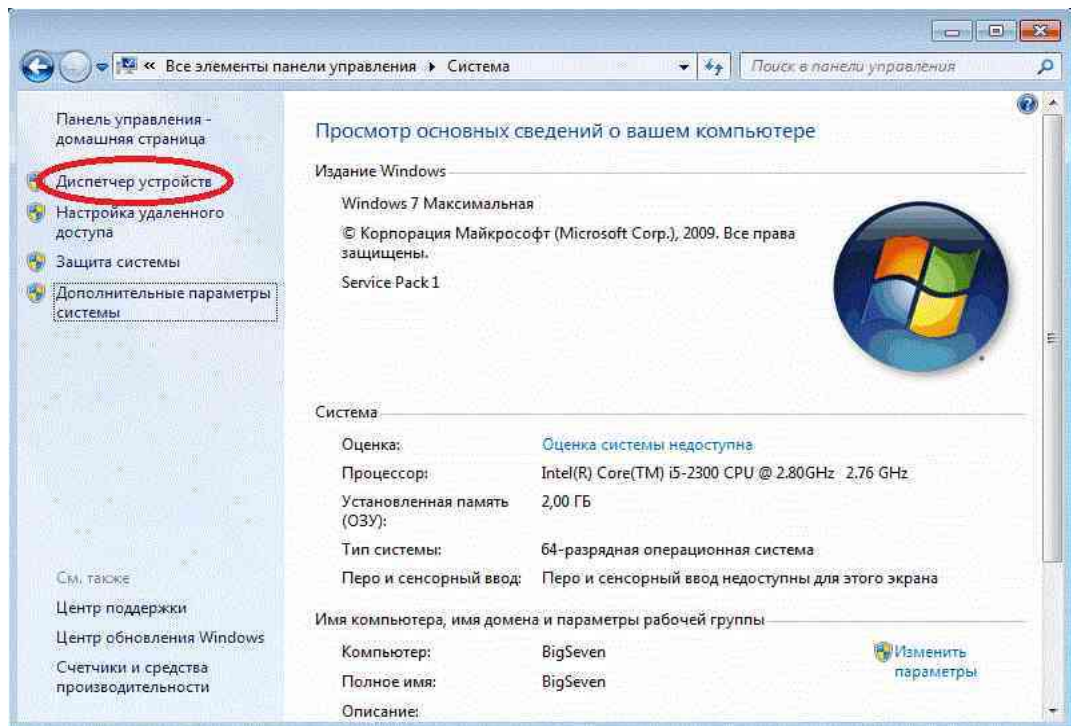 « Все элементы панели управления ▸ Система
Поиск в панели управления
Панель управления -
домашняя страница
Диспетчер устройств
Настройка удаленного
доступа
Защита системы
Дополнительные параметры
системы
См. также
Центр поддержки
Центр обновления Windows
Счетчики и средства
производительности
Просмотр основных сведений о вашем компьютере
Издание Windows
Windows 7 Максимальная
© Корпорация Майкрософт (Microsoft Corp.), 2009. Все права
защищены.
Service Pack 1
Система
Оценка: Оценка системы недоступна
Процессор: Intel(R) Core(TM) i5-2300 CPU @ 2.80GHz 2.76 GHz
Установленная память 2,00 ГБ
(ОЗУ):
Тип системы: 64-разрядная операционная система
Перо и сенсорный ввод: Перо и сенсорный ввод недоступны для этого экрана
Имя компьютера, имя домена и параметры рабочей группы
Компьютер: BigSeven Изменить
параметры
Полное имя: BigSeven
Описание: